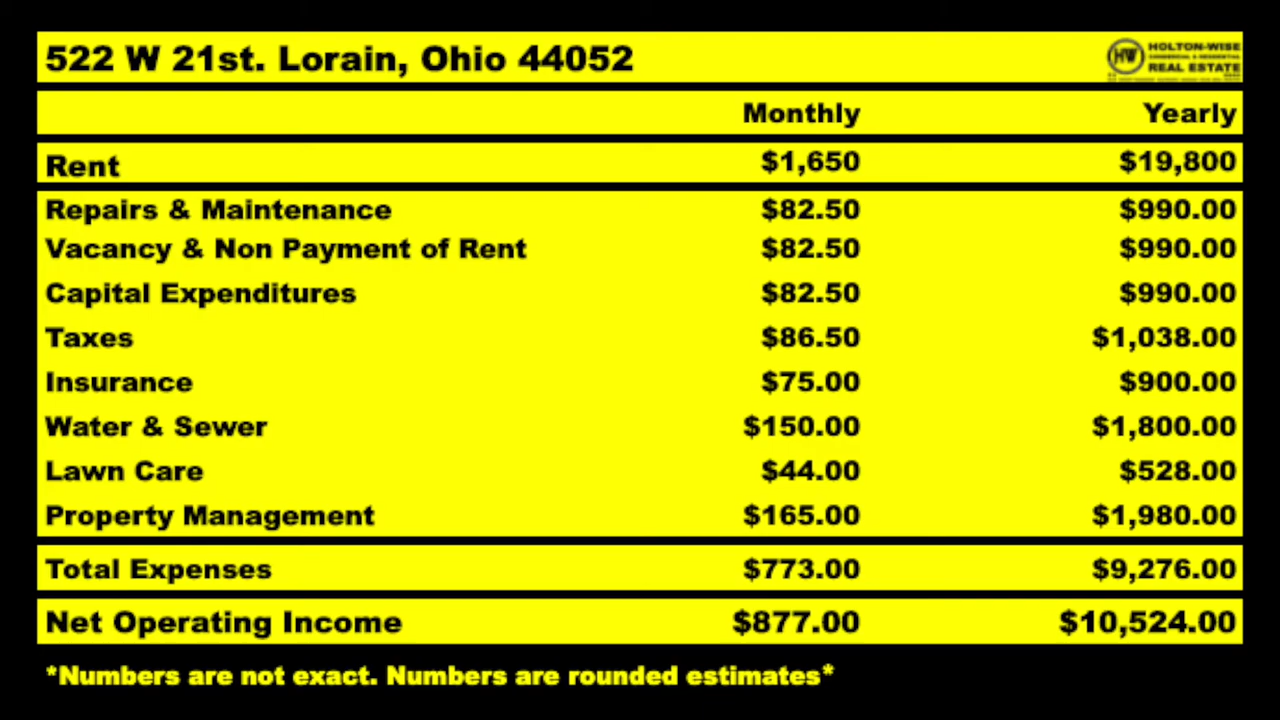 522 W 21st. Lorain, Ohio 44052
HOLTON-WISE
COMMERCIAL & RESIDENTIAL
REAL ESTATE
HW
Monthly Yearly
Rent $1,650 $19,800
Repairs & Maintenance $82.50 $990.00
Vacancy & Non Payment of Rent $82.50 $990.00
Capital Expenditures $82.50 $990.00
Taxes $86.50 $1,038.00
Insurance $75.00 $900.00
Water & Sewer $150.00 $1,800.00
Lawn Care $44.00 $528.00
Property Management $165.00 $1,980.00
Total Expenses $773.00 $9,276.00
Net Operating Income $877.00 $10,524.00
*Numbers are not exact. Numbers are rounded estimates*